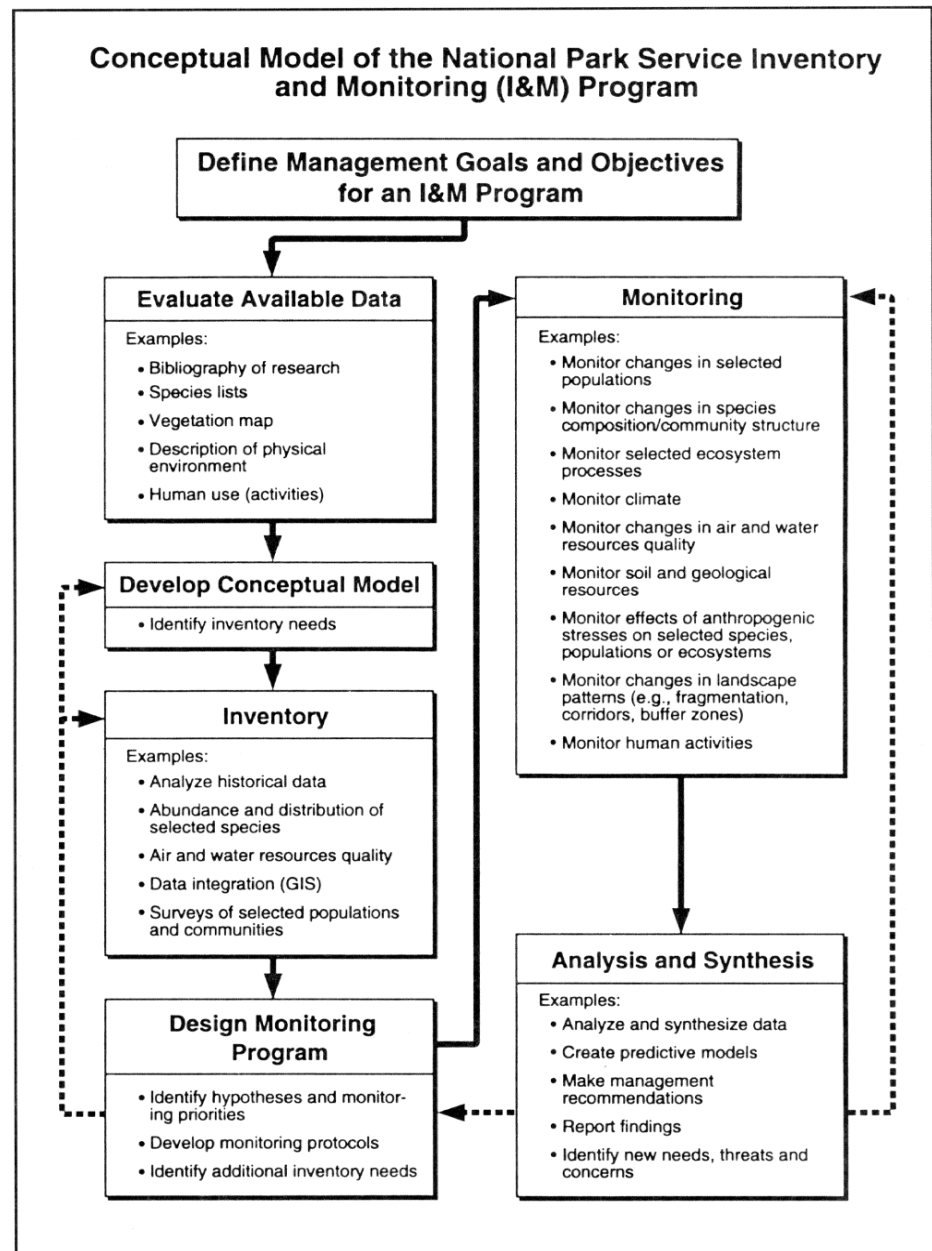 Conceptual Model of the National Park Service Inventory
and Monitoring (I&M) Program
Define Management Goals and Objectives
for an I&M Program
Evaluate Available Data
Examples:
• Bibliography of research
• Species lists
• Vegetation map
• Description of physical
environment
• Human use (activities)
Develop Conceptual Model
• Identify inventory needs
Inventory
Examples:
• Analyze historical data
• Abundance and distribution of
selected species
• Air and water resources quality
• Data integration (GIS)
• Surveys of selected populations
and communities
Design Monitoring
Program
• Identify hypotheses and monitor-
ing priorities
• Develop monitoring protocols
• Identify additional inventory needs
Monitoring
Examples:
• Monitor changes in selected
populations
• Monitor changes in species
composition/community structure
• Monitor selected ecosystem
processes
• Monitor climate
• Monitor changes in air and water
resources quality
• Monitor soil and geological
resources
• Monitor effects of anthropogenic
stresses on selected species,
populations or ecosystems
• Monitor changes in landscape
patterns (e.g., fragmentation,
corridors, buffer zones)
• Monitor human activities
Analysis and Synthesis
Examples:
• Analyze and synthesize data
• Create predictive models
• Make management
recommendations
• Report findings
• Identify new needs, threats and
concerns